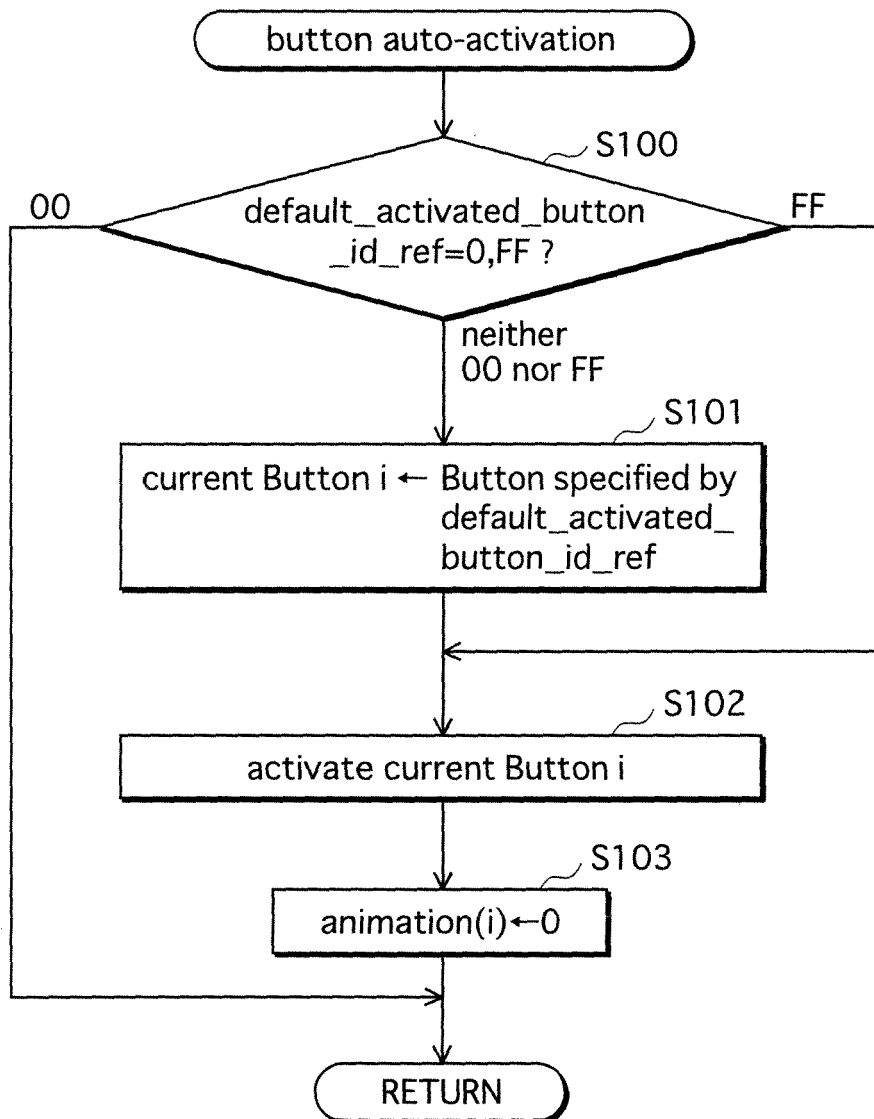 button auto-activation
S100
00
default_activated_button
_id_ref=0,FF ?
FF
neither
00 nor FF
S101
current Button i ← Button specified by
default_activated_
button_id_ref
S102
activate current Button i
S103
animation(i)←0
RETURN